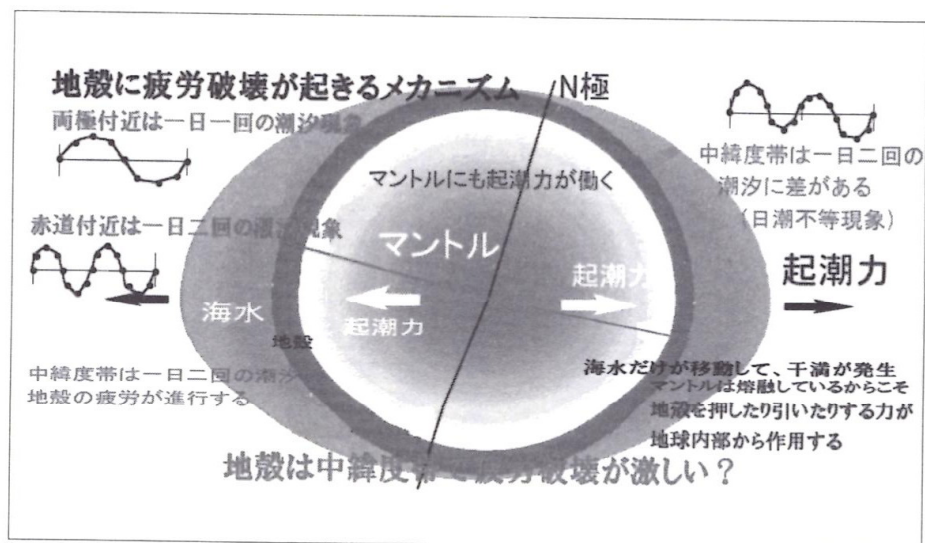 地殻に疲労破壊が起きるメカニズム
N極
両極付近は一日一回の潮汐現象
中緯度帯は一日二回の
潮汐に差がある
(日潮不等現象)
マントルにも起潮力が働く
赤道付近は一日二回の現象
マントル
起潮力
起潮力
海水
起潮力
地殻
中緯度帯は一日二回の潮汐
地殻の疲労が進行する
海水だけが移動して、干満が発生
マントルは熔融しているからこそ
地殻を押したり引いたりする力が
地球内部から作用する
地殻は中緯度帯で疲労破壊が激しい？